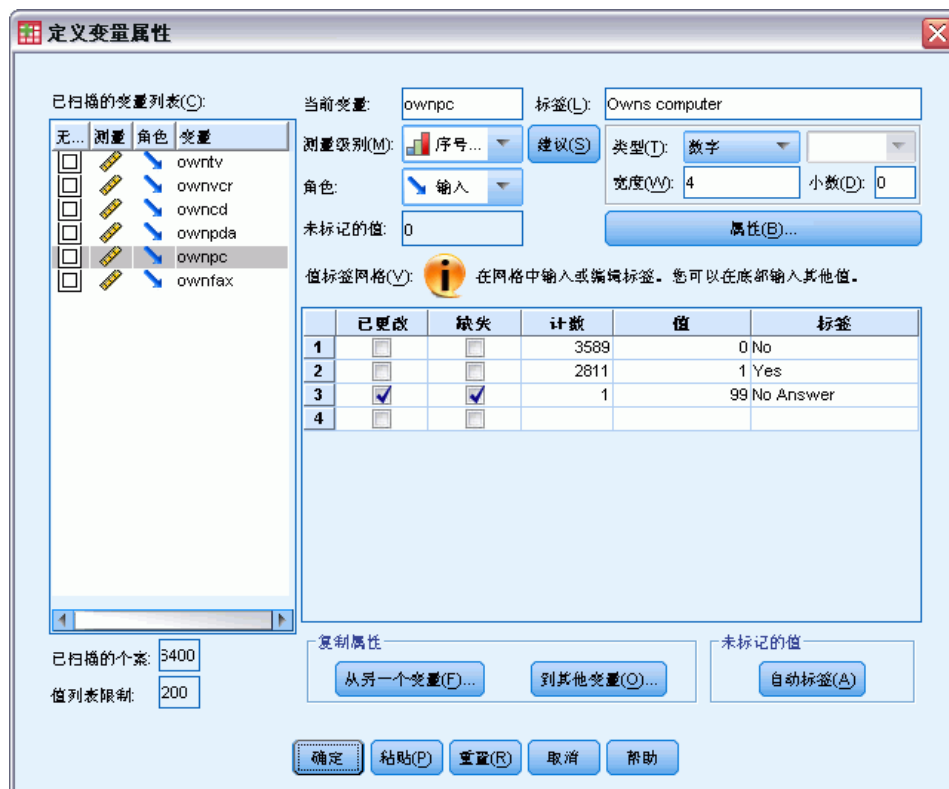 定义变量属性
已扫描的变量列表(C):
无... 测量 角色 变量
owntv
ownvcr
owncd
ownpda
ownpc
ownfax
已扫描的个案: 6400
值列表限制: 200
当前变量: ownpc 标签(L): Owns computer
测量级别(M): 序号... 建议(S) 类型(T): 数字
角色: 输入 宽度(W): 4 小数(D): 0
未标记的值: 0 属性(B)...
值标签网格(V): i 在网格中输入或编辑标签。您可以在底部输入其他值。
已更改 缺失 计数 值 标签
1 3589 0 No
2 2811 1 Yes
3 1 99 No Answer
4
复制属性 未标记的值
从另一个变量(F)... 到其他变量(O)... 自动标签(A)
确定 粘贴(P) 重置(R) 取消 帮助